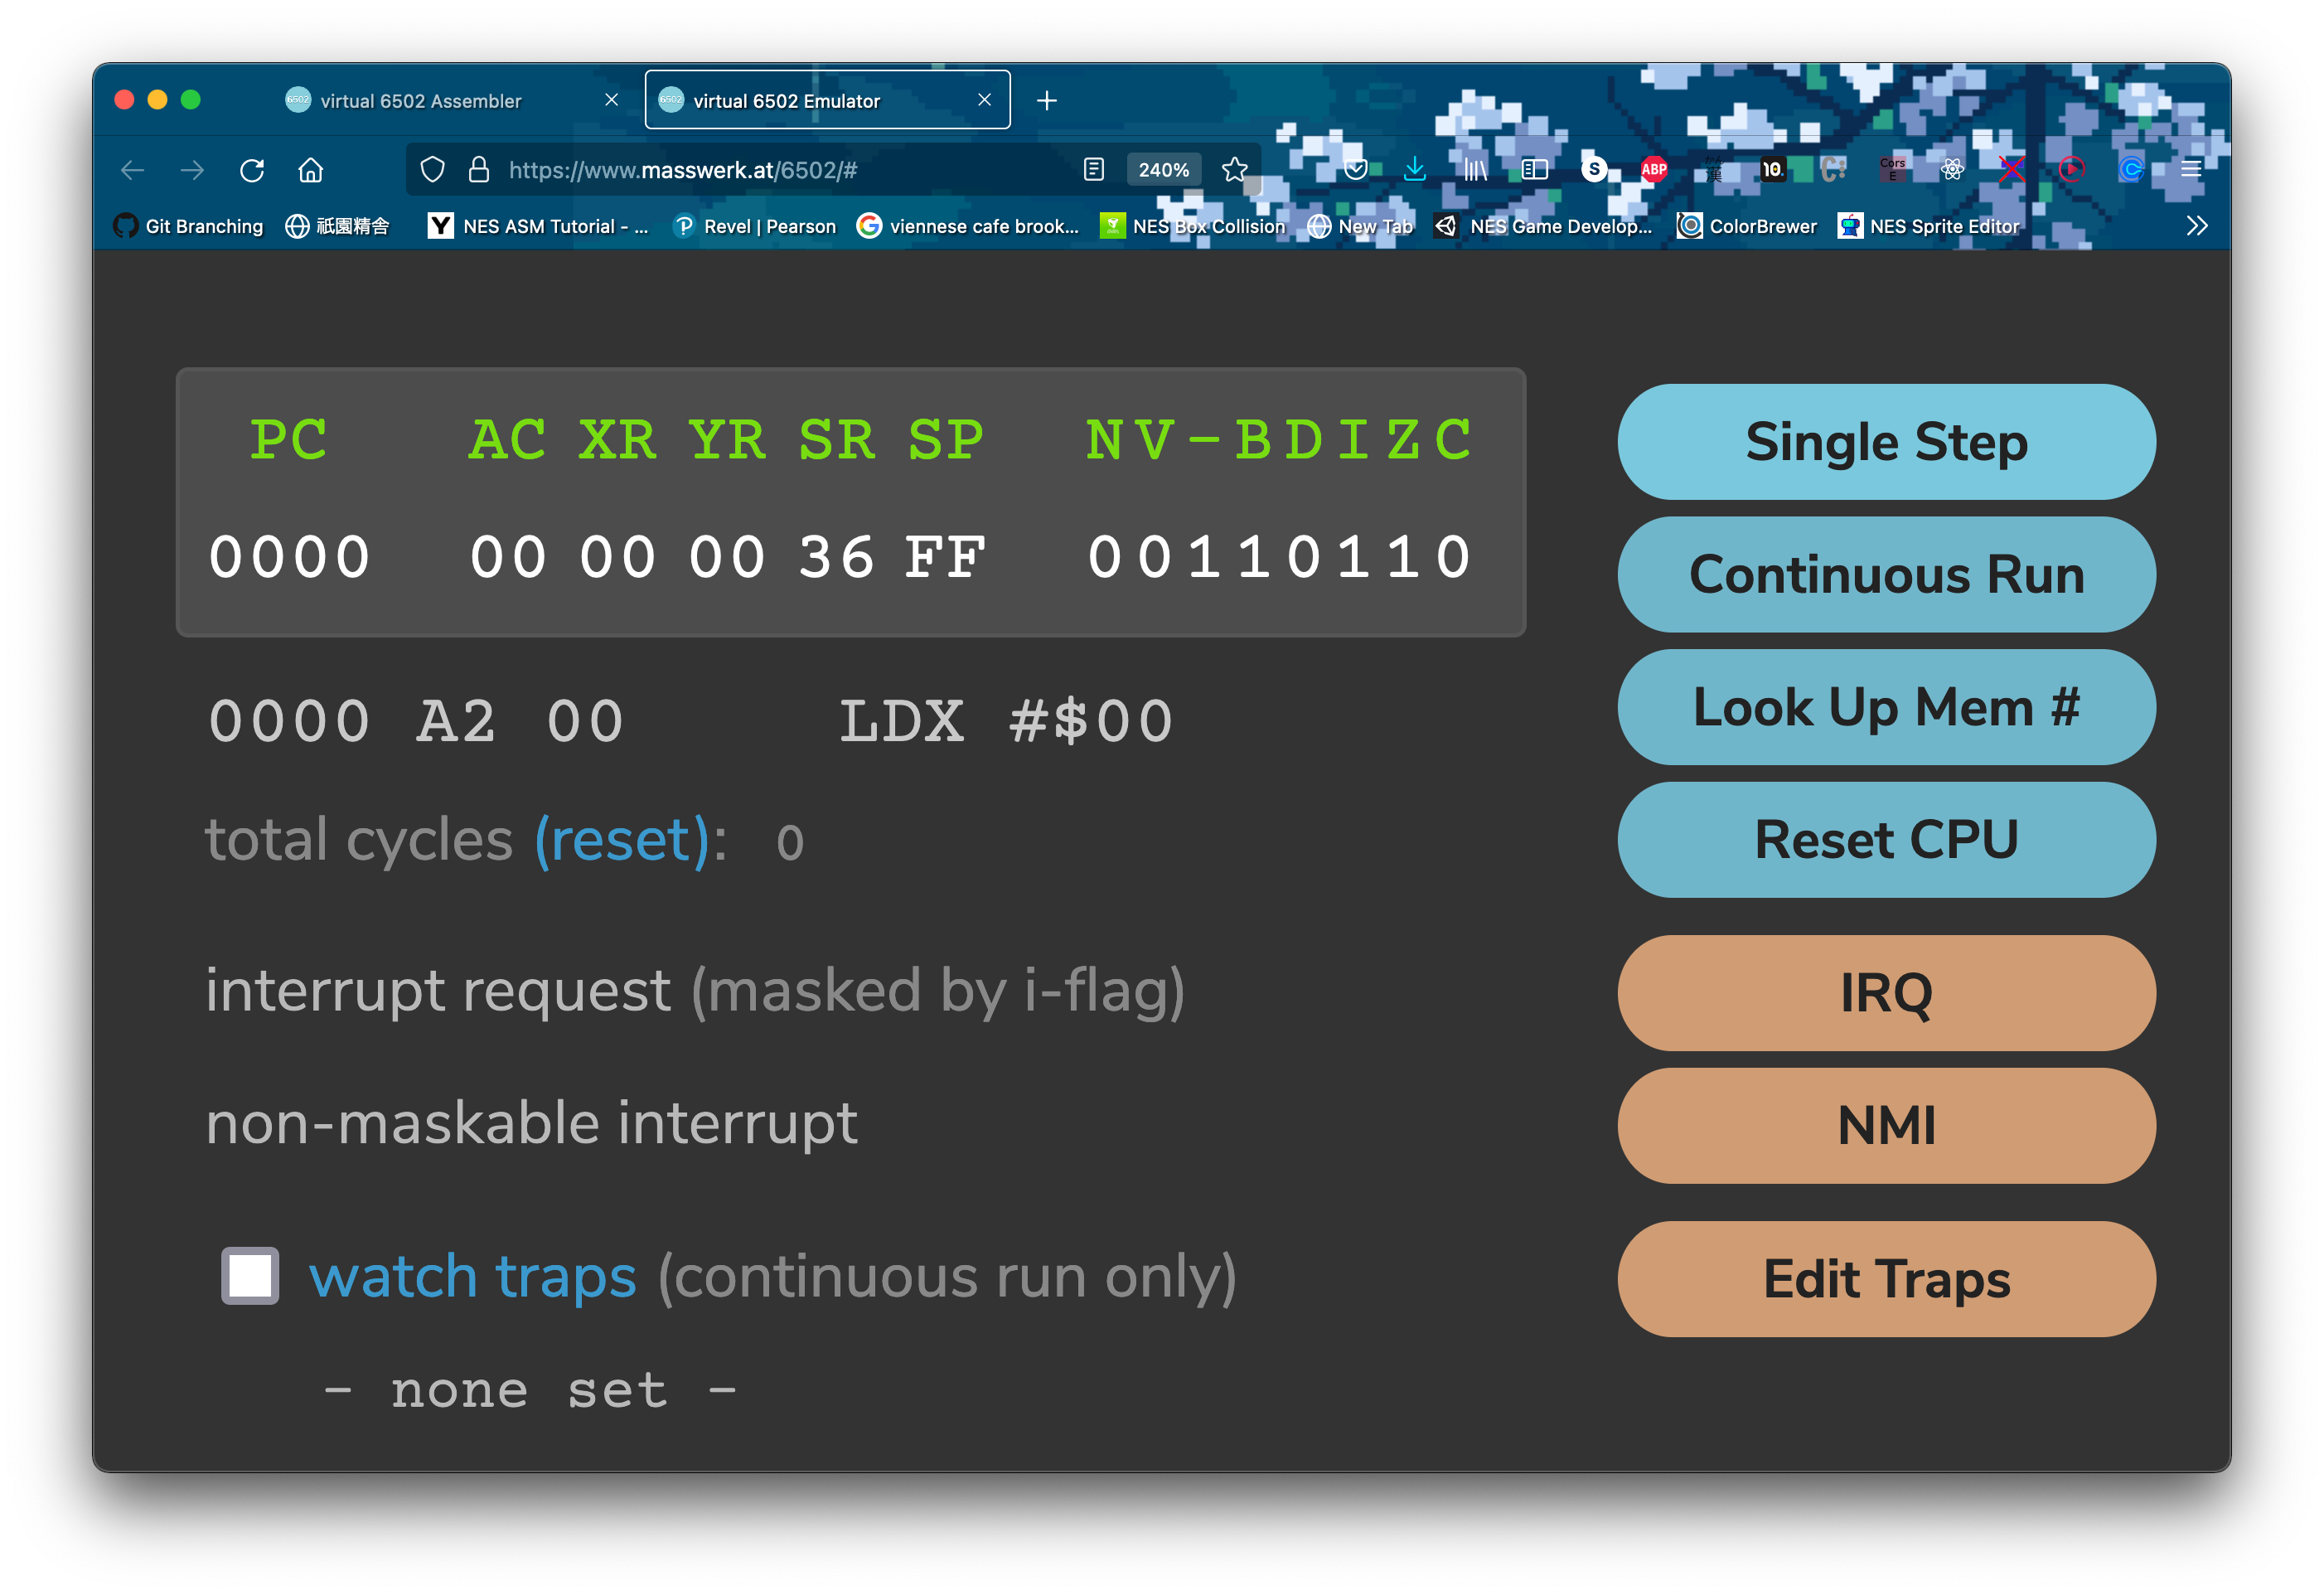 virtual 6502 Assembler virtual 6502 Emulator
https://www.masswerk.at/6502/# 240% S ABP 10.
Git Branching 祇園精舎 NES ASM Tutorial - ... Revel | Pearson viennese cafe brook... NES Box Collision New Tab NES Game Develop... ColorBrewer NES Sprite Editor
PC AC XR YR SR SP NV-BDIZC
0000 00 00 00 36 FF 00110110
0000 A2 00 LDX #$00
total cycles (reset): 0
interrupt request (masked by i-flag)
non-maskable interrupt
watch traps (continuous run only)
- none set -
Single Step
Continuous Run
Look Up Mem #
Reset CPU
IRQ
NMI
Edit Traps